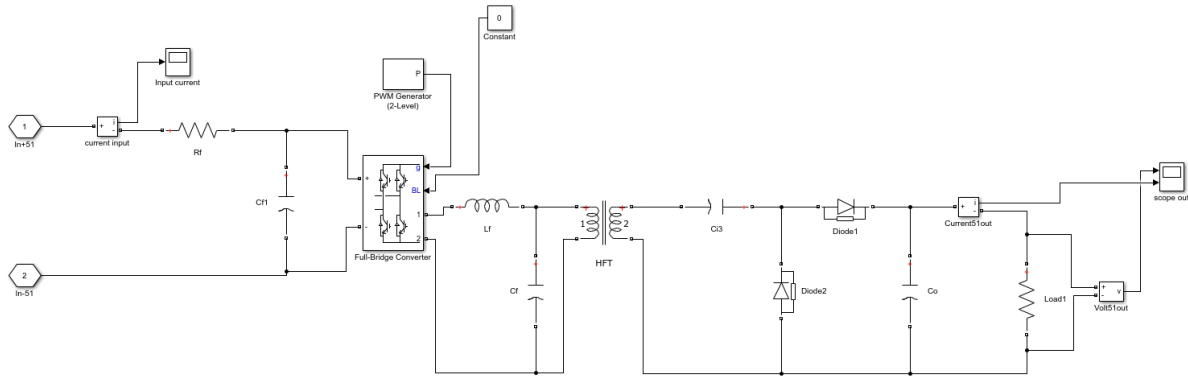 0
Constant
Input current
P
PWM Generator
(2-Level)
1
In+51
+
i
-
current input
+
Rf
+
Cf1
+
-
g
BL
1
2
Full-Bridge Converter
+
Lf
+
Cf
+
1
+
2
HFT
+
Ci3
+
Diode1
Diode2
+
Co
+
i
-
Current51out
scope out
+
Load1
+
-
v
Volt51out
2
In-51